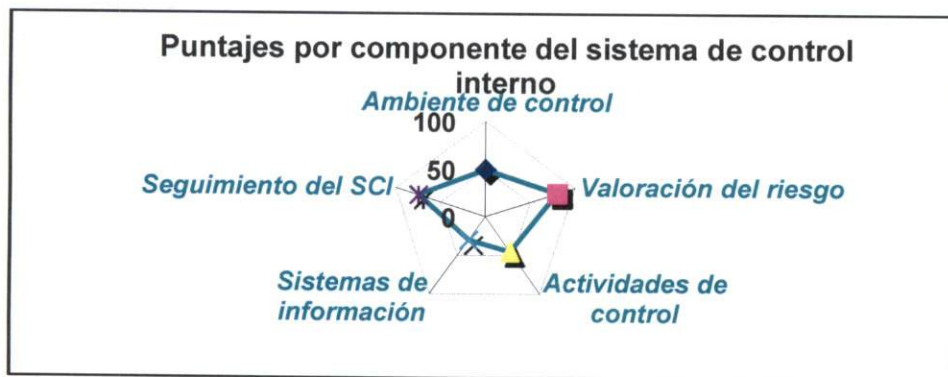 Puntajes por componente del sistema de control
interno
Ambiente de control
100
50
0
Seguimiento del SCI
Valoración del riesgo
Sistemas de
información
Actividades de
control